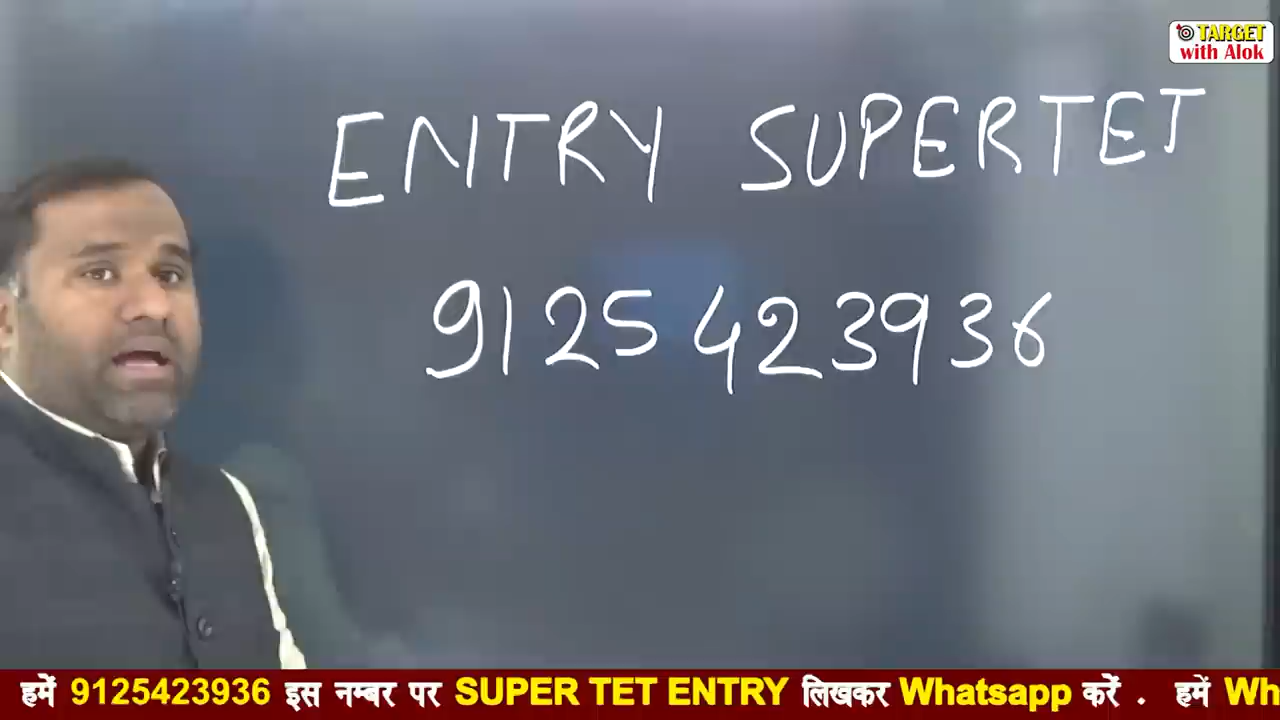 TARGET
with Alok
ENTRY SUPERTET
9125423936
हमें 9125423936 इस नम्बर पर SUPER TET ENTRY लिखकर Whatsapp करें . हमें Wh